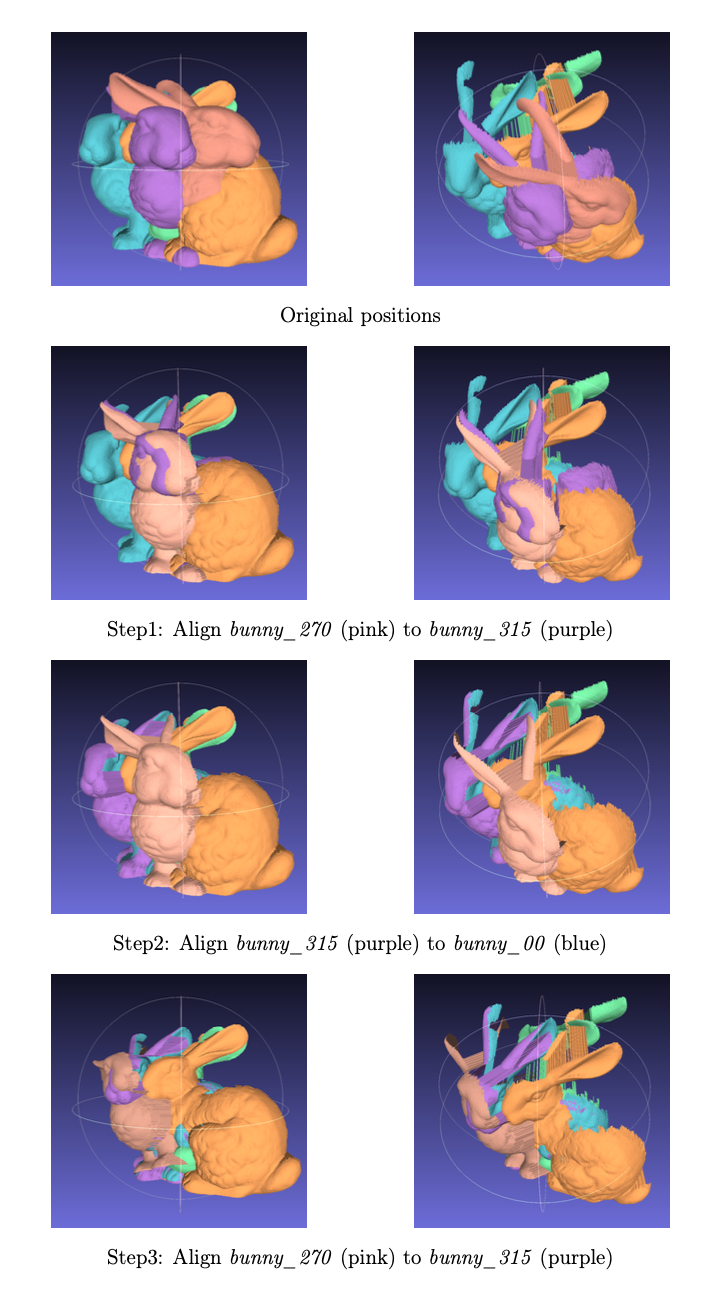 Original positions
Step1: Align bunny_270 (pink) to bunny_315 (purple)
Step2: Align bunny_315 (purple) to bunny_00 (blue)
Step3: Align bunny_270 (pink) to bunny_315 (purple)